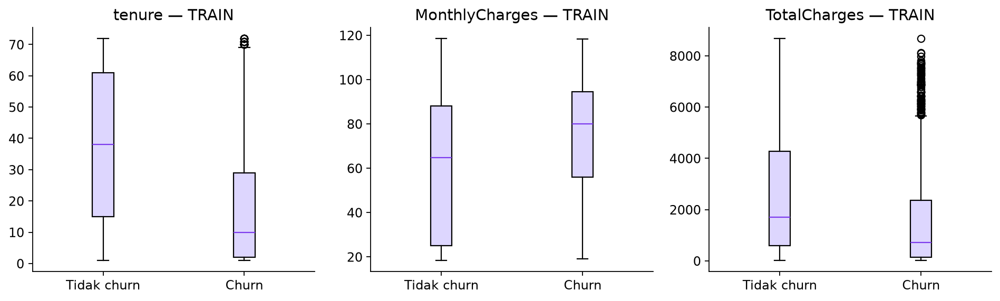 tenure — TRAIN
70
60
50
40
30
20
10
0
Tidak churn
Churn
MonthlyCharges — TRAIN
120
100
80
60
40
20
Tidak churn
Churn
TotalCharges — TRAIN
8000
6000
4000
2000
0
Tidak churn
Churn